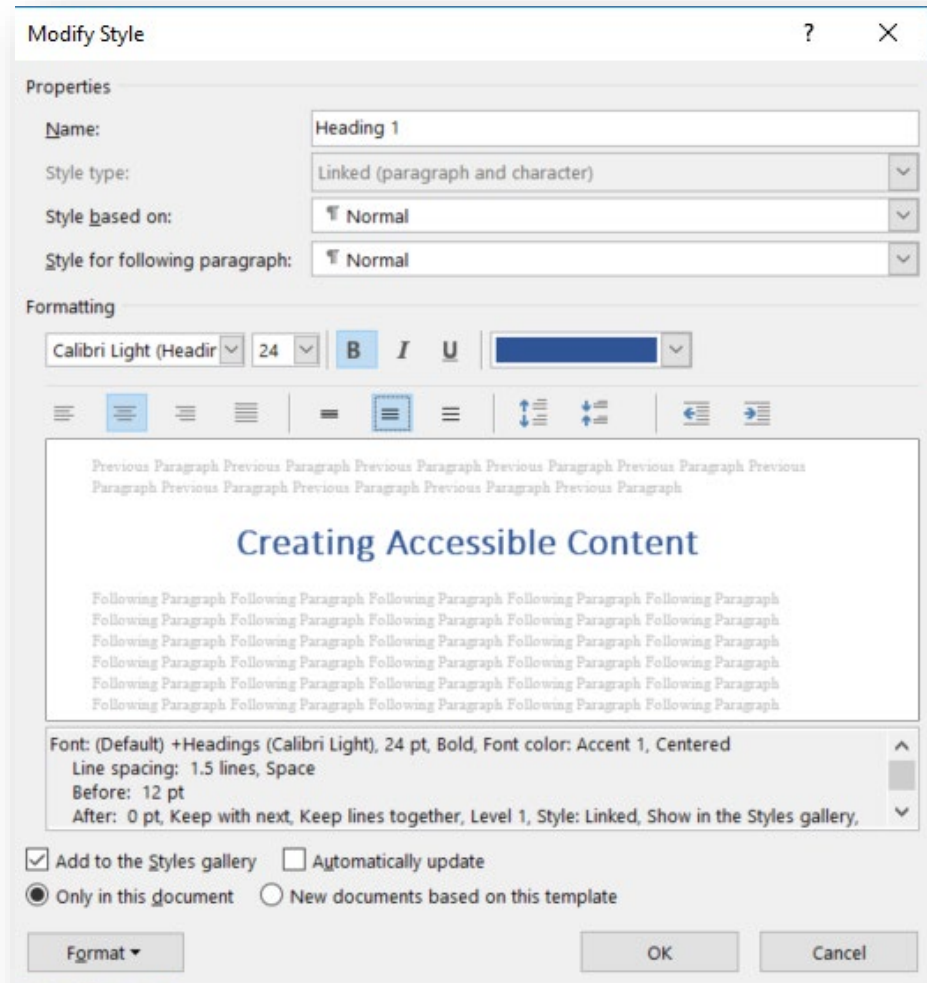 Modify Style ?
Properties
Name: Heading 1
Style type: Linked (paragraph and character)
Style based on: ¶ Normal
Style for following paragraph: ¶ Normal
Formatting
Calibri Light (Headir 24 B I U
Previous Paragraph Previous Paragraph Previous Paragraph Previous Paragraph Previous Paragraph Previous
Paragraph Previous Paragraph Previous Paragraph Previous Paragraph Previous Paragraph
Creating Accessible Content
Following Paragraph Following Paragraph Following Paragraph Following Paragraph Following Paragraph
Following Paragraph Following Paragraph Following Paragraph Following Paragraph Following Paragraph
Following Paragraph Following Paragraph Following Paragraph Following Paragraph Following Paragraph
Following Paragraph Following Paragraph Following Paragraph Following Paragraph Following Paragraph
Following Paragraph Following Paragraph Following Paragraph Following Paragraph Following Paragraph
Following Paragraph Following Paragraph Following Paragraph Following Paragraph Following Paragraph
Font: (Default) +Headings (Calibri Light), 24 pt, Bold, Font color: Accent 1, Centered
Line spacing: 1.5 lines, Space
Before: 12 pt
After: 0 pt, Keep with next, Keep lines together, Level 1, Style: Linked, Show in the Styles gallery,
Add to the Styles gallery Automatically update
Only in this document New documents based on this template
Format OK Cancel